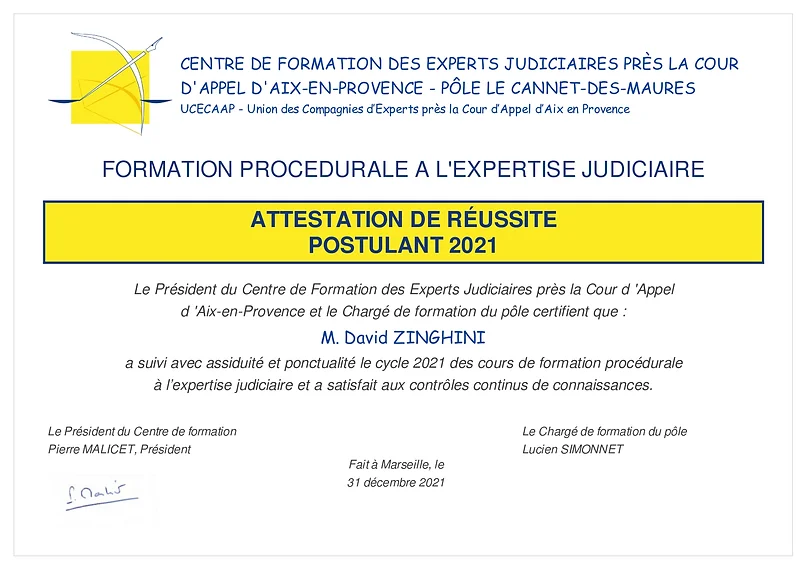 CENTRE DE FORMATION DES EXPERTS JUDICIAIRES PRÈS LA COUR
D'APPEL D'AIX-EN-PROVENCE - PÔLE LE CANNET-DES-MAURES
UCECAAP - Union des Compagnies d'Experts près la Cour d'Appel d'Aix en Provence
FORMATION PROCEDURALE A L'EXPERTISE JUDICIAIRE
ATTESTATION DE RÉUSSITE
POSTULANT 2021
Le Président du Centre de Formation des Experts Judiciaires près la Cour d 'Appel
d 'Aix-en-Provence et le Chargé de formation du pôle certifient que :
M. David ZINGHINI
a suivi avec assiduité et ponctualité le cycle 2021 des cours de formation procédurale
à l'expertise judiciaire et a satisfait aux contrôles continus de connaissances.
Le Président du Centre de formation
Pierre MALICET, Président
Le Chargé de formation du pôle
Lucien SIMONNET
Fait à Marseille, le
31 décembre 2021